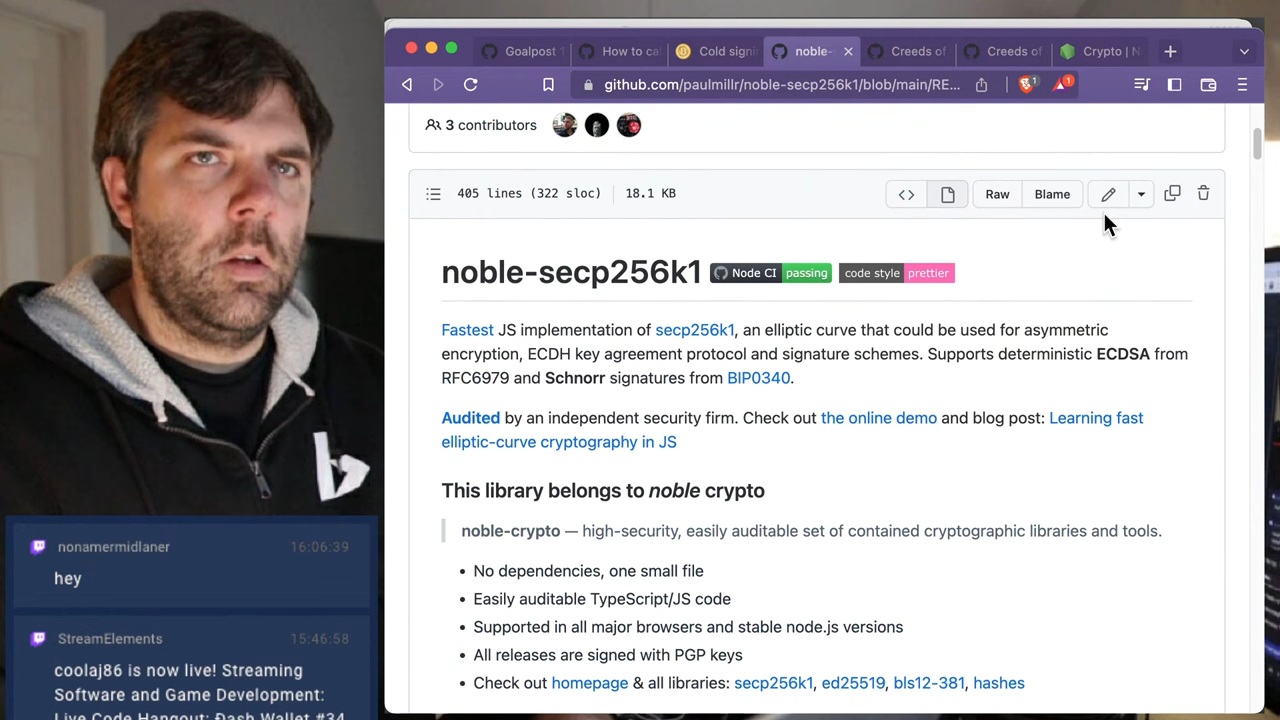 Goalpost
How to ca
Cold signi
noble-
Creeds of
Creeds of
Crypto | N
github.com/paulmillr/noble-secp256k1/blob/main/RE...
1
1
3 contributors
405 lines (322 sloc) 18.1 KB
Raw
Blame
noble-secp256k1 Node CI passing code style prettier
Fastest JS implementation of secp256k1, an elliptic curve that could be used for asymmetric
encryption, ECDH key agreement protocol and signature schemes. Supports deterministic ECDSA from
RFC6979 and Schnorr signatures from BIP0340.
Audited by an independent security firm. Check out the online demo and blog post: Learning fast
elliptic-curve cryptography in JS
This library belongs to noble crypto
noble-crypto — high-security, easily auditable set of contained cryptographic libraries and tools.
• No dependencies, one small file
• Easily auditable TypeScript/JS code
• Supported in all major browsers and stable node.js versions
• All releases are signed with PGP keys
• Check out homepage & all libraries: secp256k1, ed25519, bls12-381, hashes
nonamermidlaner 16:06:39
hey
StreamElements 15:46:58
coolaj86 is now live! Streaming
Software and Game Development:
Live Code Hangout: Đash Wallet #34